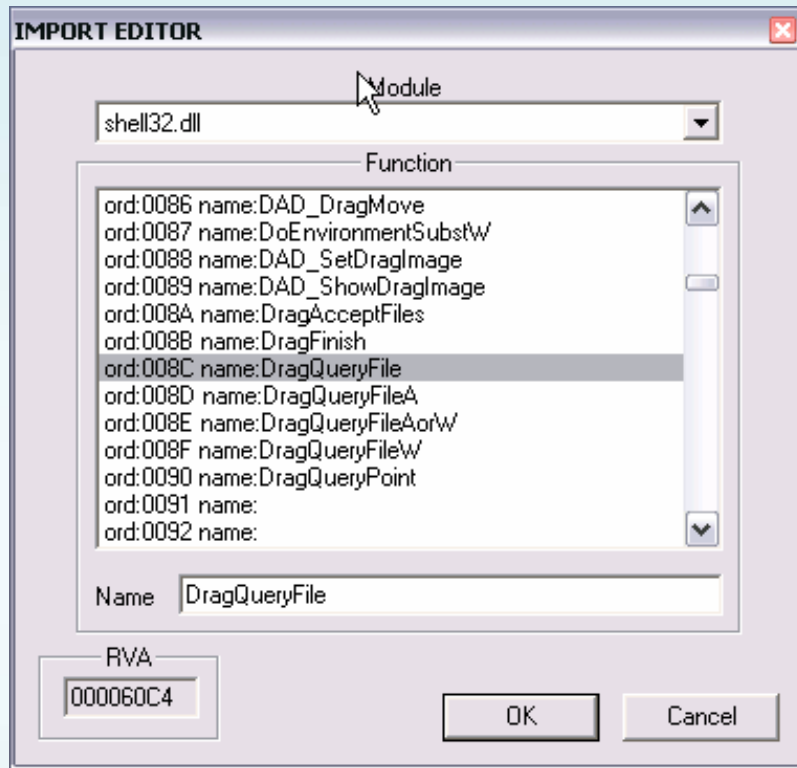 IMPORT EDITOR
Module
shell32.dll
Function
ord:0086 name:DAD_DragMove
ord:0087 name:DoEnvironmentSubstW
ord:0088 name:DAD_SetDragImage
ord:0089 name:DAD_ShowDragImage
ord:008A name:DragAcceptFiles
ord:008B name:DragFinish
ord:008C name:DragQueryFile
ord:008D name:DragQueryFileA
ord:008E name:DragQueryFileAorW
ord:008F name:DragQueryFileW
ord:0090 name:DragQueryPoint
ord:0091 name:
ord:0092 name:
Name DragQueryFile
RVA
000060C4
OK Cancel